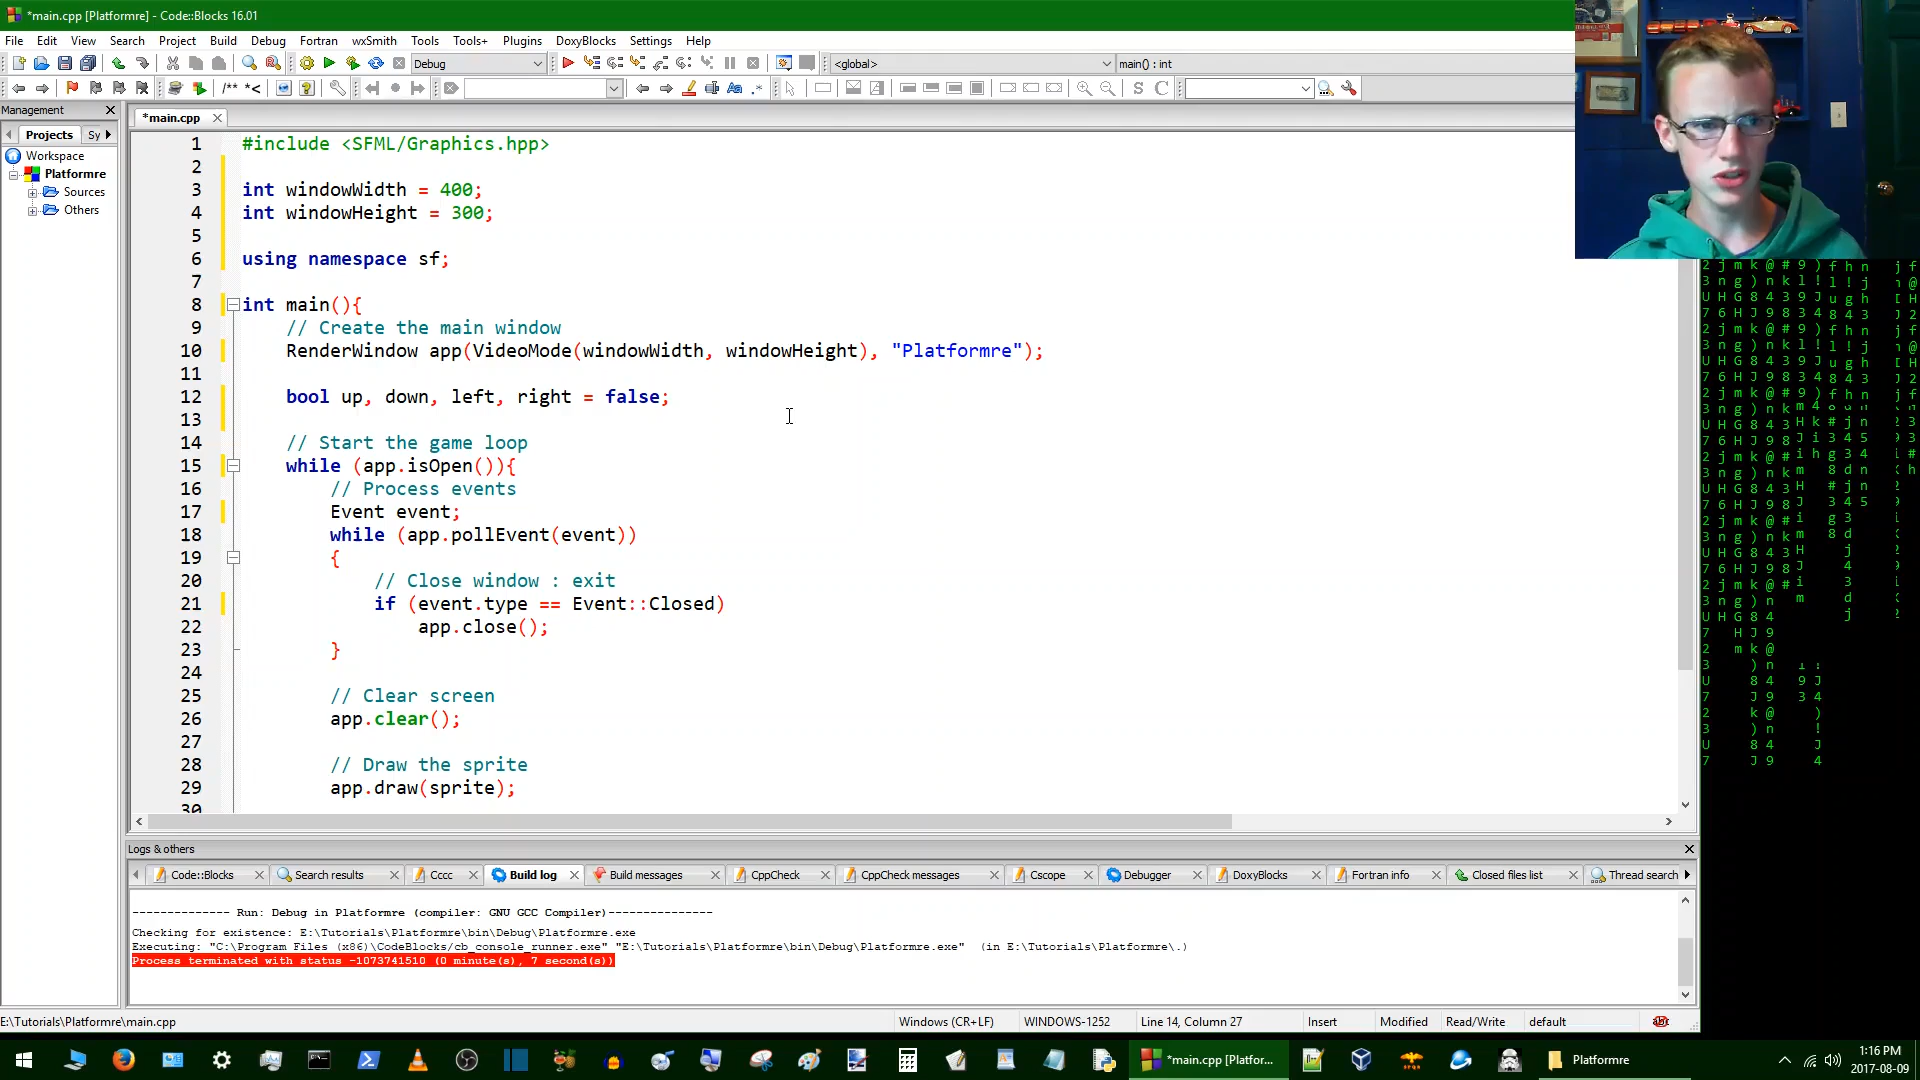 *main.cpp [Platformre] - Code::Blocks 16.01
File Edit View Search Project Build Debug Fortran wxSmith Tools Tools+ Plugins DoxyBlocks Settings Help
Debug <global> main() : int
/** *<
Management
*main.cpp
Projects Sy
Workspace
Platformre
Sources
Others
1 #include <SFML/Graphics.hpp>
2
3 int windowWidth = 400;
4 int windowHeight = 300;
5
6 using namespace sf;
7
8 int main(){
9 // Create the main window
10 RenderWindow app(VideoMode(windowWidth, windowHeight), "Platformre");
11
12 bool up, down, left, right = false;
13
14 // Start the game loop
15 while (app.isOpen()){
16 // Process events
17 Event event;
18 while (app.pollEvent(event))
19 {
20 // Close window : exit
21 if (event.type == Event::Closed)
22 app.close();
23 }
24
25 // Clear screen
26 app.clear();
27
28 // Draw the sprite
29 app.draw(sprite);
30
Logs & others
Code::Blocks Search results Cccc Build log Build messages CppCheck CppCheck messages Cscope Debugger DoxyBlocks Fortran info Closed files list Thread search
-------------- Run: Debug in Platformre (compiler: GNU GCC Compiler)---------------
Checking for existence: E:\Tutorials\Platformre\bin\Debug\Platformre.exe
Executing: "C:\Program Files (x86)\CodeBlocks/cb_console_runner.exe" "E:\Tutorials\Platformre\bin\Debug\Platformre.exe"  (in E:\Tutorials\Platformre\.)
Process terminated with status -1073741510 (0 minute(s), 7 second(s))
E:\Tutorials\Platformre\main.cpp Windows (CR+LF) WINDOWS-1252 Line 14, Column 27 Insert Modified Read/Write default
*main.cpp [Platfor... Platformre
1:16 PM
2017-08-09